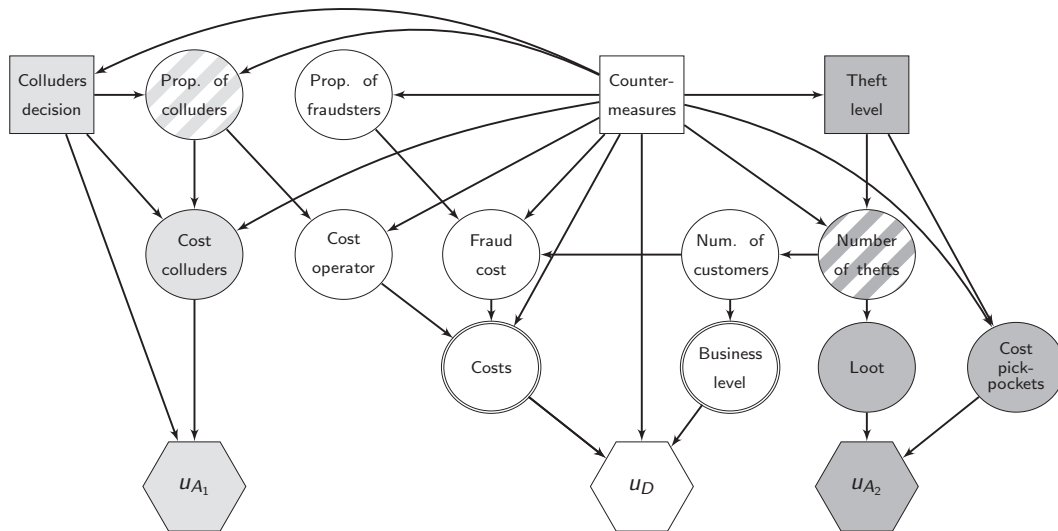 Colluders
decision
Prop. of
colluders
Prop. of
fraudsters
Counter-
measures
Theft
level
Cost
colluders
Cost
operator
Fraud
cost
Num. of
customers
Number
of thefts
Costs
Business
level
Loot
Cost
pick-
pockets
u_{A_1}
u_D
u_{A_2}